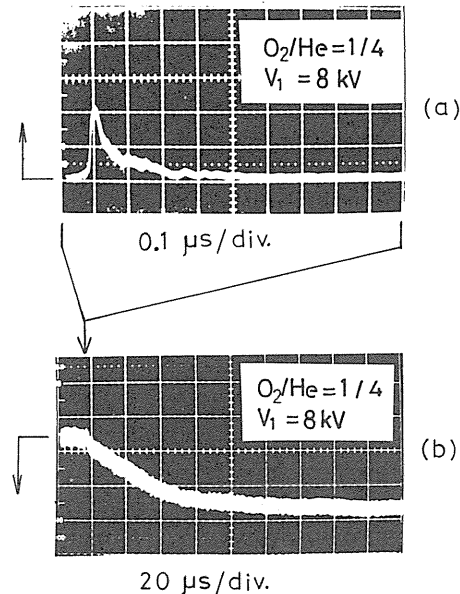 O₂/He=1/4
V₁ = 8 kV
(a)
0.1 μs/div.
O₂/He=1/4
V₁ = 8 kV
(b)
20 μs/div.